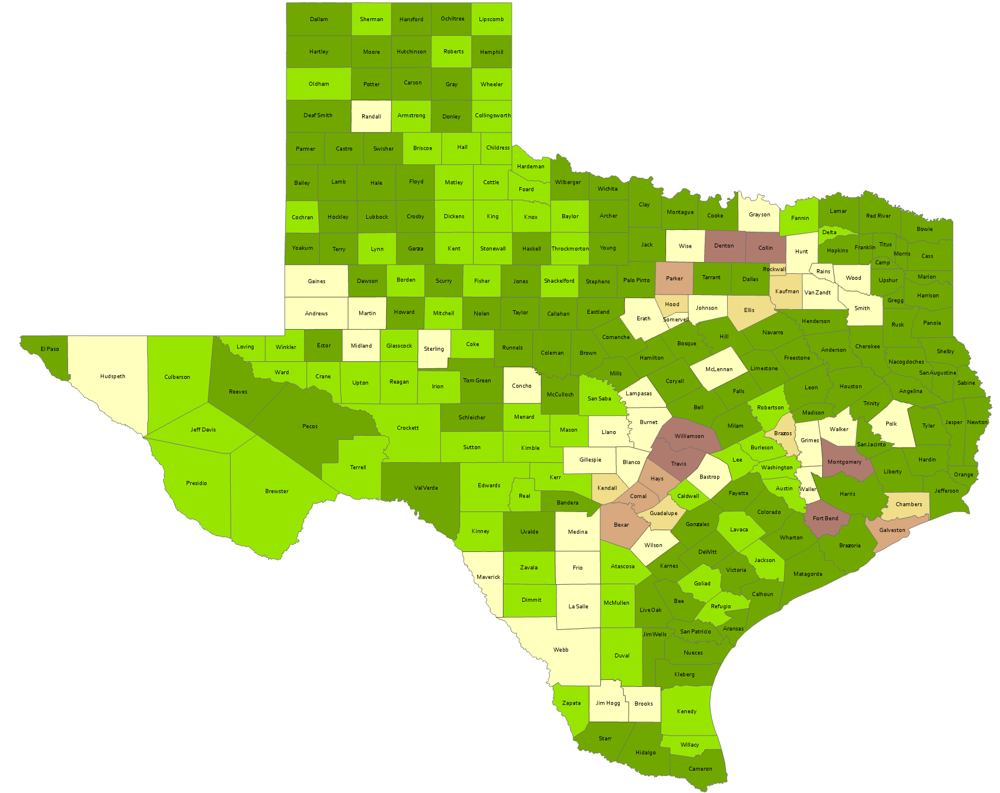 Dallam
Sherman
Hansford
Ochiltree
Lipscomb
Hartley
Moore
Hutchinson
Roberts
Hemphill
Oldham
Potter
Carson
Gray
Wheeler
Deaf Smith
Randall
Armstrong
Donley
Collingsworth
Parmer
Castro
Swisher
Briscoe
Hall
Childress
Hardeman
Bailey
Lamb
Hale
Floyd
Motley
Cottle
Foard
Wilbarger
Wichita
Clay
Montague
Cooke
Grayson
Fannin
Lamar
Red River
Bowie
Cochran
Hockley
Lubbock
Crosby
Dickens
King
Knox
Baylor
Archer
Yoakum
Terry
Lynn
Garza
Kent
Stonewall
Haskell
Throckmorton
Young
Jack
Wise
Denton
Collin
Hunt
Delta
Hopkins
Franklin
Titus
Morris
Camp
Cass
Gaines
Dawson
Borden
Scurry
Fisher
Jones
Shackelford
Stephens
Palo Pinto
Parker
Tarrant
Dallas
Rockwall
Kaufman
Rains
Wood
Van Zandt
Upshur
Marion
Harrison
Gregg
Andrews
Martin
Howard
Mitchell
Nolan
Taylor
Callahan
Eastland
Erath
Hood
Somervell
Johnson
Ellis
Smith
Henderson
Rusk
Panola
El Paso
Hudspeth
Culberson
Reeves
Loving
Winkler
Ector
Midland
Glasscock
Sterling
Coke
Runnels
Coleman
Brown
Comanche
Hamilton
Bosque
Hill
Navarro
Freestone
Anderson
Cherokee
Nacogdoches
Shelby
San Augustine
Sabine
Ward
Crane
Upton
Reagan
Irion
Tom Green
Concho
McCulloch
San Saba
Mills
Lampasas
Coryell
McLennan
Limestone
Falls
Bell
Leon
Houston
Angelina
Trinity
Robertson
Madison
Jeff Davis
Pecos
Crockett
Schleicher
Menard
Mason
Llano
Burnet
Williamson
Milam
Brazos
Grimes
Walker
San Jacinto
Polk
Tyler
Jasper
Newton
Presidio
Brewster
Terrell
Sutton
Kimble
Gillespie
Blanco
Travis
Burleson
Lee
Washington
Montgomery
Liberty
Hardin
Orange
Val Verde
Edwards
Kerr
Real
Kendall
Hays
Bastrop
Caldwell
Comal
Fayette
Austin
Waller
Harris
Jefferson
Bandera
Kinney
Uvalde
Medina
Bexar
Guadalupe
Gonzales
Colorado
Fort Bend
Chambers
Galveston
Lavaca
Wharton
Brazoria
Wilson
Maverick
Zavala
Frio
Atascosa
Karnes
DeWitt
Jackson
Victoria
Matagorda
Goliad
Calhoun
Dimmit
La Salle
McMullen
Live Oak
Bee
Refugio
Aransas
San Patricio
Jim Wells
Webb
Duval
Nueces
Kleberg
Zapata
Jim Hogg
Brooks
Kenedy
Starr
Hidalgo
Willacy
Cameron